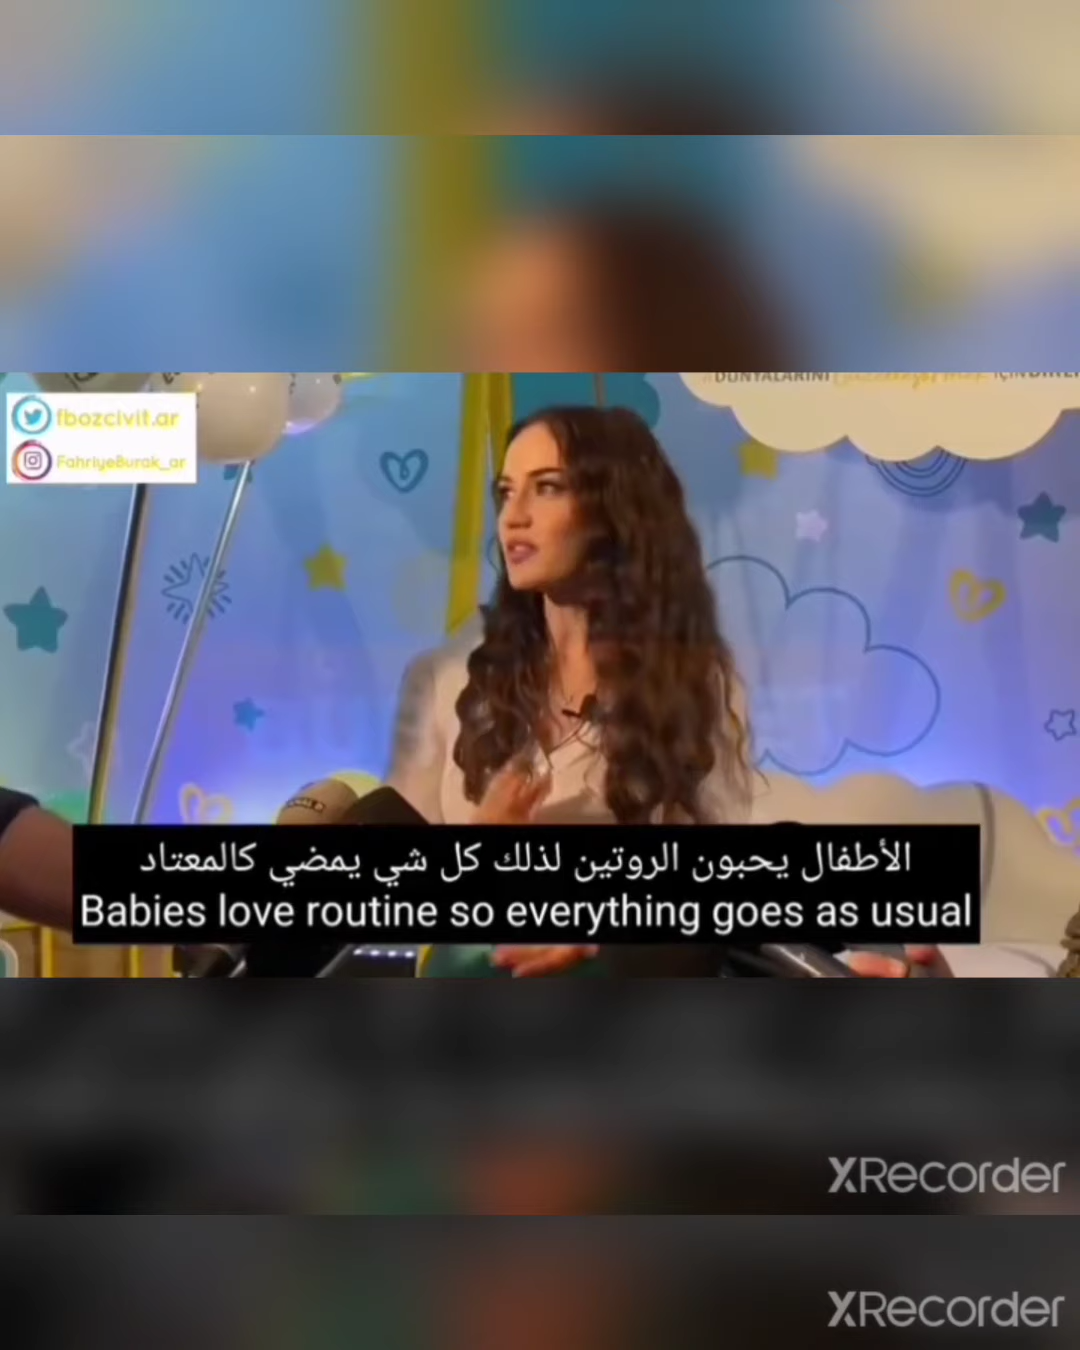 fbozcivit.ar
FahriyeBurak_ar
الأطفال يحبون الروتين لذلك كل شي يمضي كالمعتاد
Babies love routine so everything goes as usual
XRecorder
XRecorder